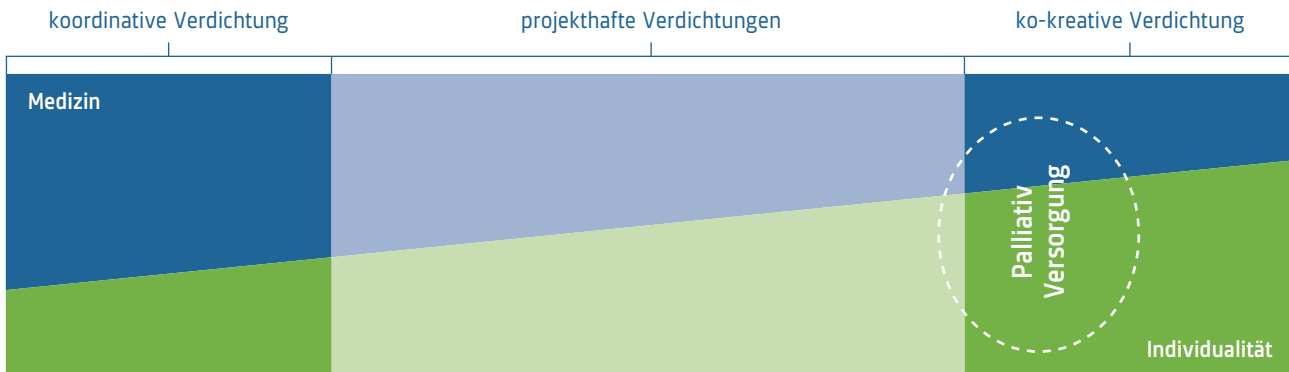 koordinative Verdichtung
projekthafte Verdichtungen
ko-kreative Verdichtung
Medizin
Palliativ
Versorgung
Individualität